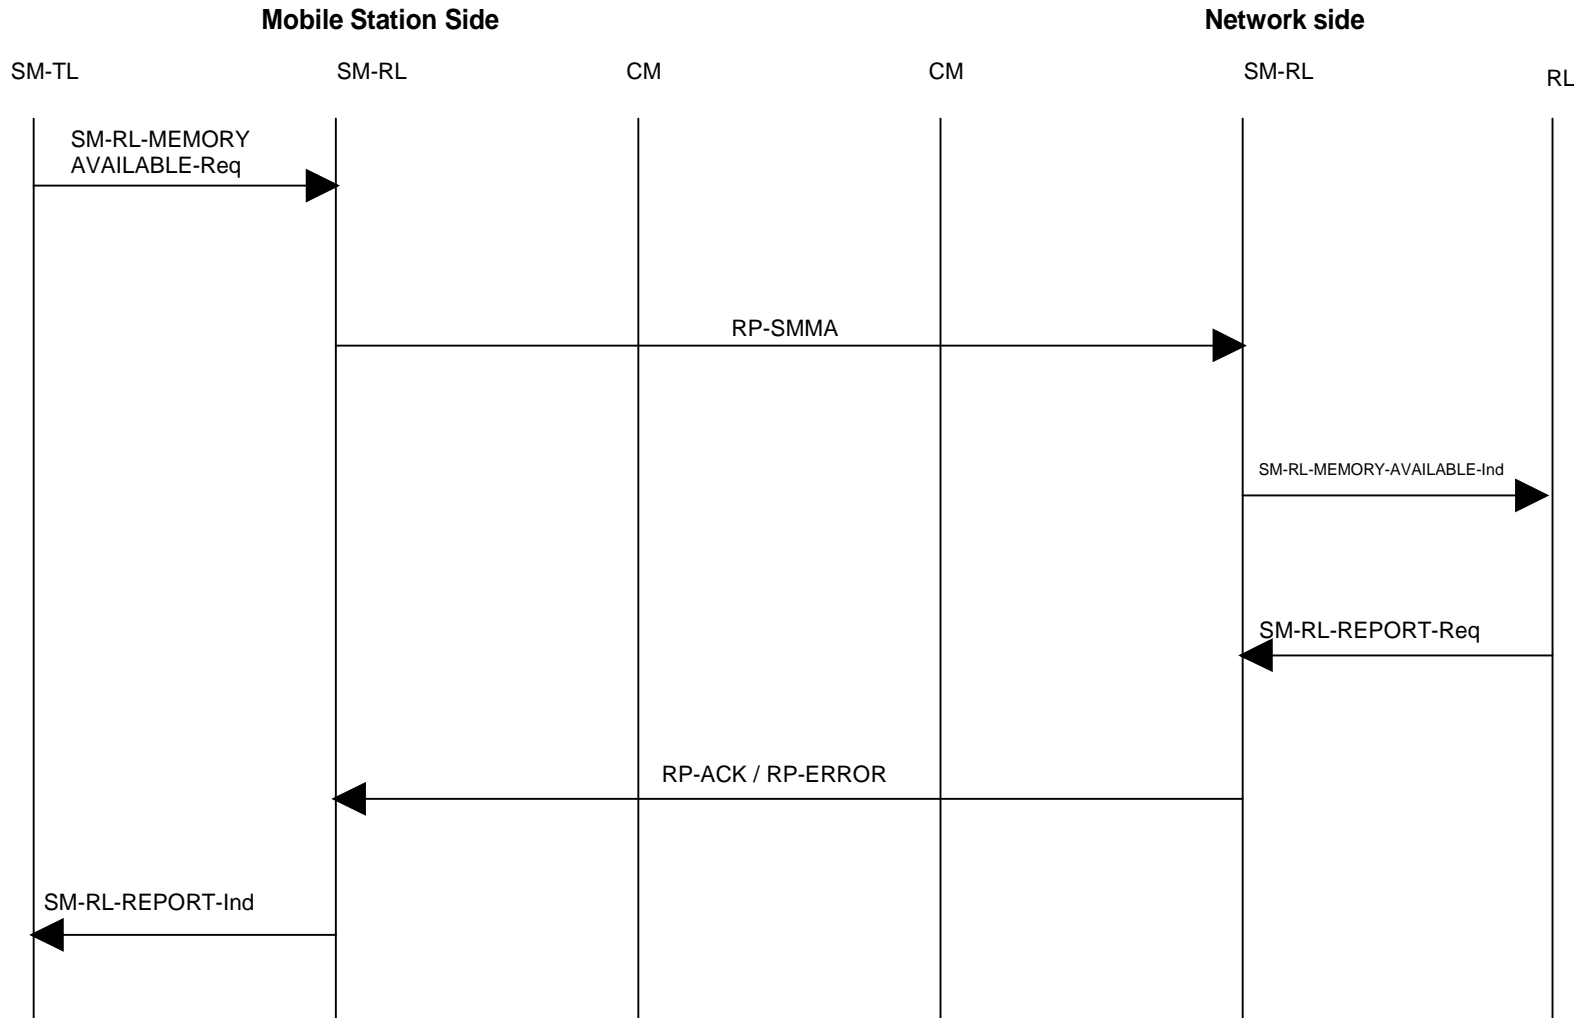 Mobile Station Side
Network side
SM-TL
SM-RL
CM
CM
SM-RL
RL
SM-RL-MEMORY
AVAILABLE-Req
RP-SMMA
SM-RL-MEMORY-AVAILABLE-Ind
SM-RL-REPORT-Req
RP-ACK / RP-ERROR
SM-RL-REPORT-Ind